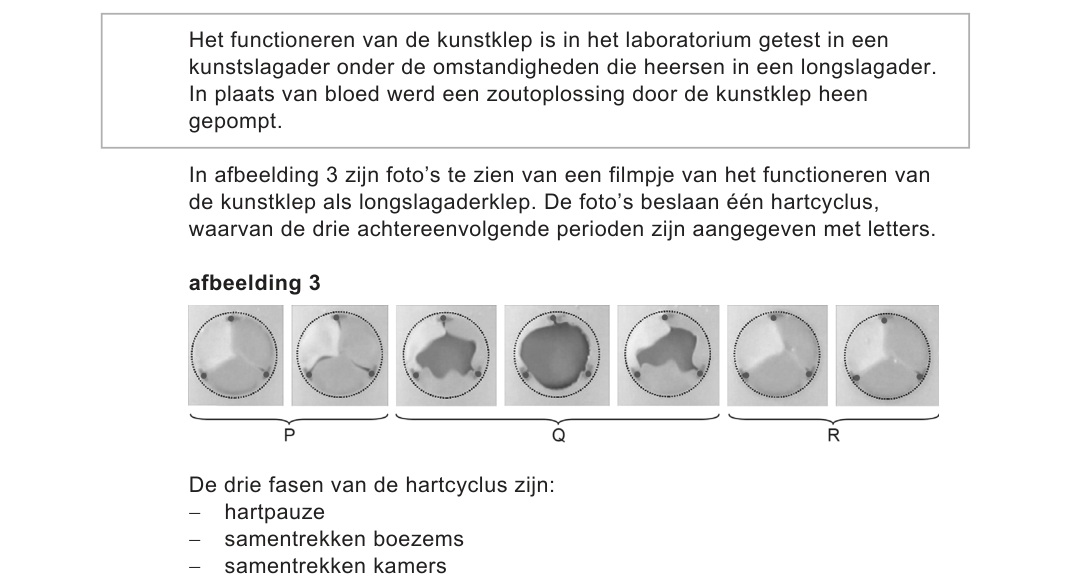 Het functioneren van de kunstklep is in het laboratorium getest in een
kunstslagader onder de omstandigheden die heersen in een longslagader.
In plaats van bloed werd een zoutoplossing door de kunstklep heen
gepompt.
In afbeelding 3 zijn foto’s te zien van een filmpje van het functioneren van
de kunstklep als longslagaderklep. De foto’s beslaan één hartcyclus,
waarvan de drie achtereenvolgende perioden zijn aangegeven met letters.
afbeelding 3
P Q R
De drie fasen van de hartcyclus zijn:
– hartpauze
– samentrekken boezems
– samentrekken kamers